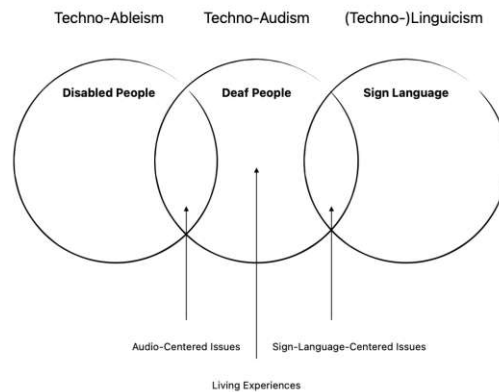 Techno-Ableism Techno-Audism (Techno-)Linguicism
Disabled People Deaf People Sign Language
Audio-Centered Issues Sign-Language-Centered Issues
Living Experiences